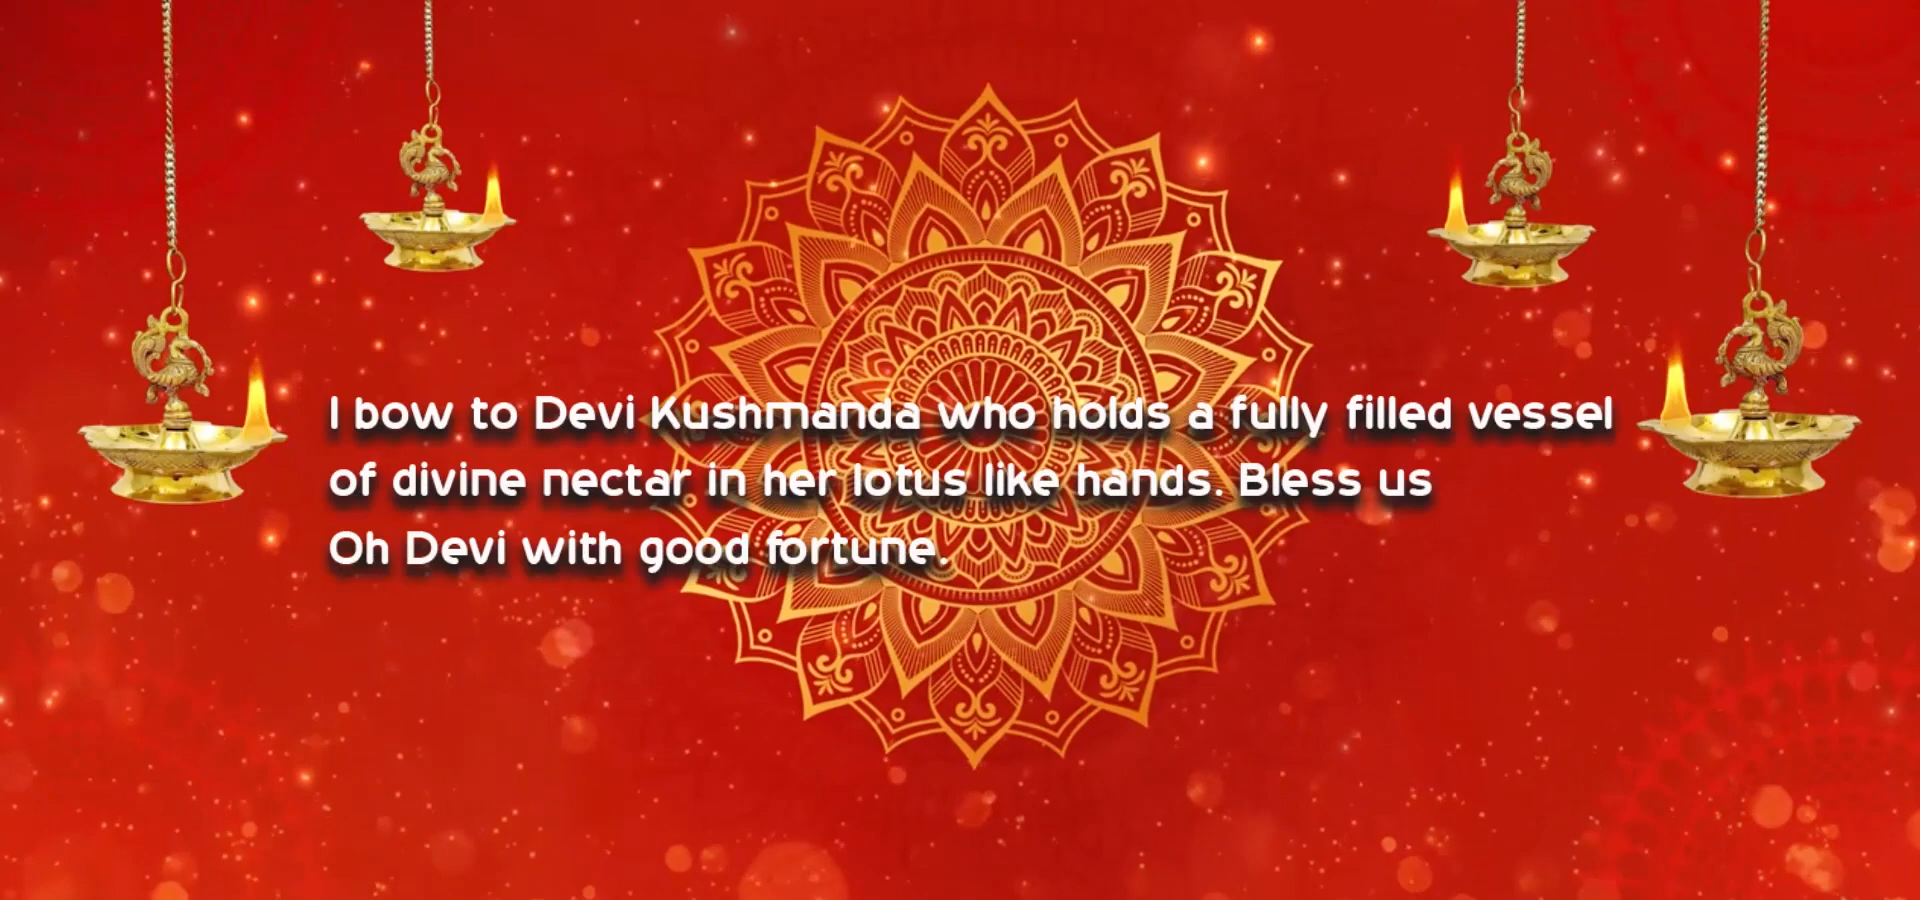 I bow to Devi Kushmanda who holds a fully filled vessel
of divine nectar in her lotus like hands. Bless us
Oh Devi with good fortune.